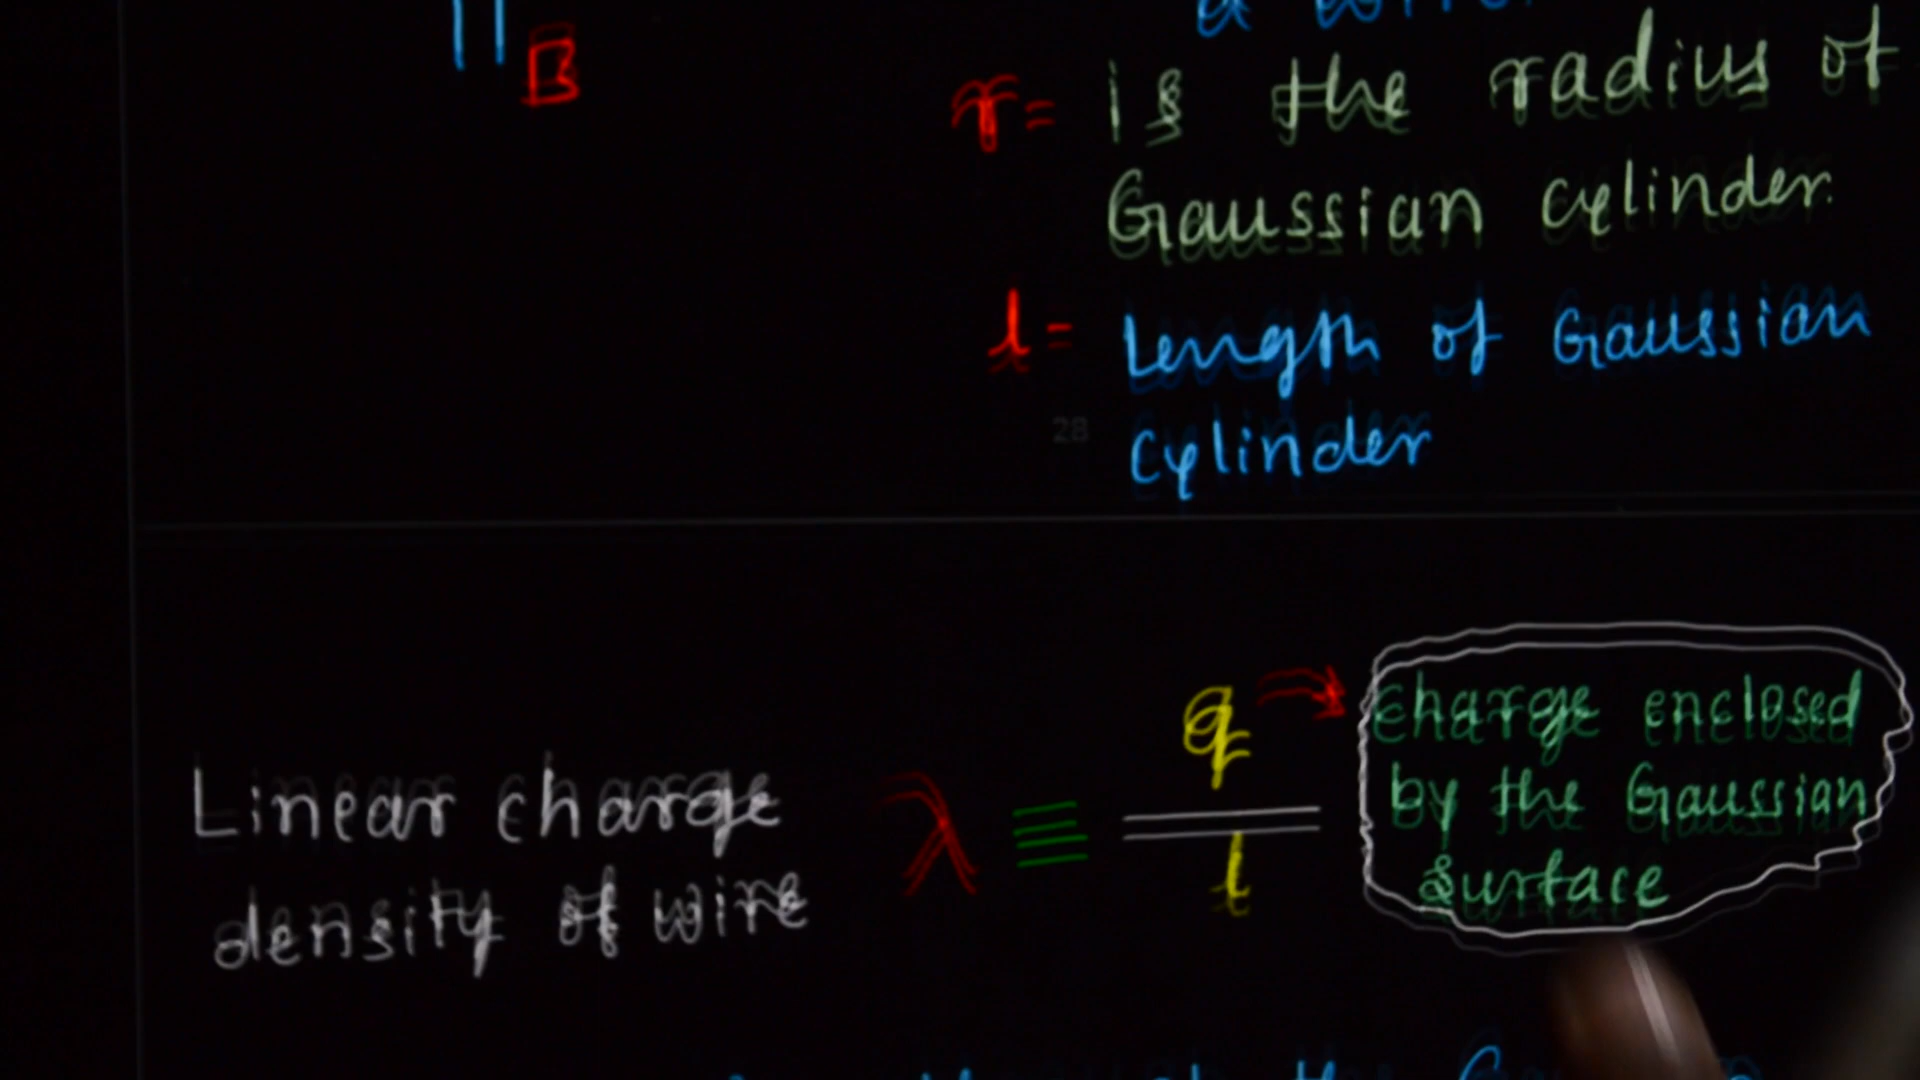 B
r= is the radius of
Gaussian cylinder.
l= Length of Gaussian
28
cylinder
Linear charge
density of wire
λ ≡ q / l
charge enclosed
by the Gaussian
surface